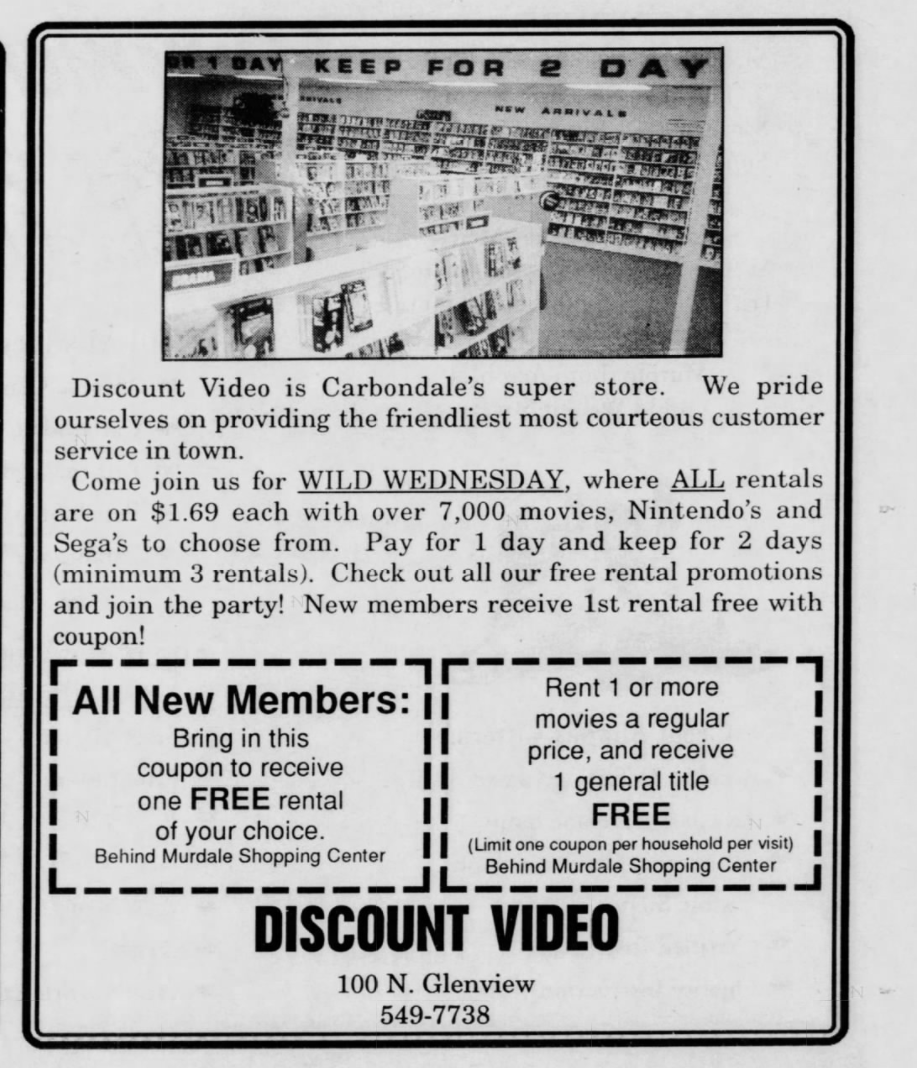 OR 1 DAY KEEP FOR 2 DAY
NEW ARRIVALS
DRAMA
Discount Video is Carbondale's super store. We pride
ourselves on providing the friendliest most courteous customer
service in town.
Come join us for WILD WEDNESDAY, where ALL rentals
are on $1.69 each with over 7,000 movies, Nintendo's and
Sega's to choose from. Pay for 1 day and keep for 2 days
(minimum 3 rentals). Check out all our free rental promotions
and join the party! New members receive 1st rental free with
coupon!
All New Members:
Bring in this
coupon to receive
one FREE rental
of your choice.
Behind Murdale Shopping Center
Rent 1 or more
movies a regular
price, and receive
1 general title
FREE
(Limit one coupon per household per visit)
Behind Murdale Shopping Center
DISCOUNT VIDEO
100 N. Glenview
549-7738